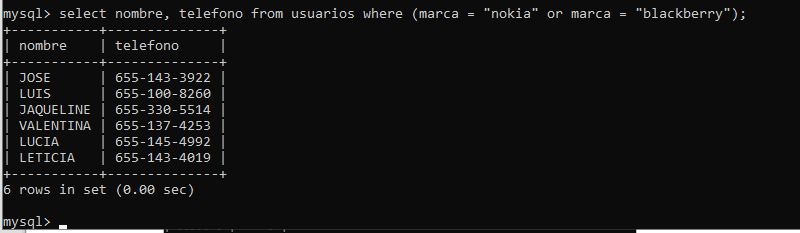 mysql> select nombre, telefono from usuarios where (marca = "nokia" or marca = "blackberry");
+-----------+--------------+
| nombre    | telefono     |
+-----------+--------------+
| JOSE      | 655-143-3922 |
| LUIS      | 655-100-8260 |
| JAQUELINE | 655-330-5514 |
| VALENTINA | 655-137-4253 |
| LUCIA     | 655-145-4992 |
| LETICIA   | 655-143-4019 |
+-----------+--------------+
6 rows in set (0.00 sec)
mysql>